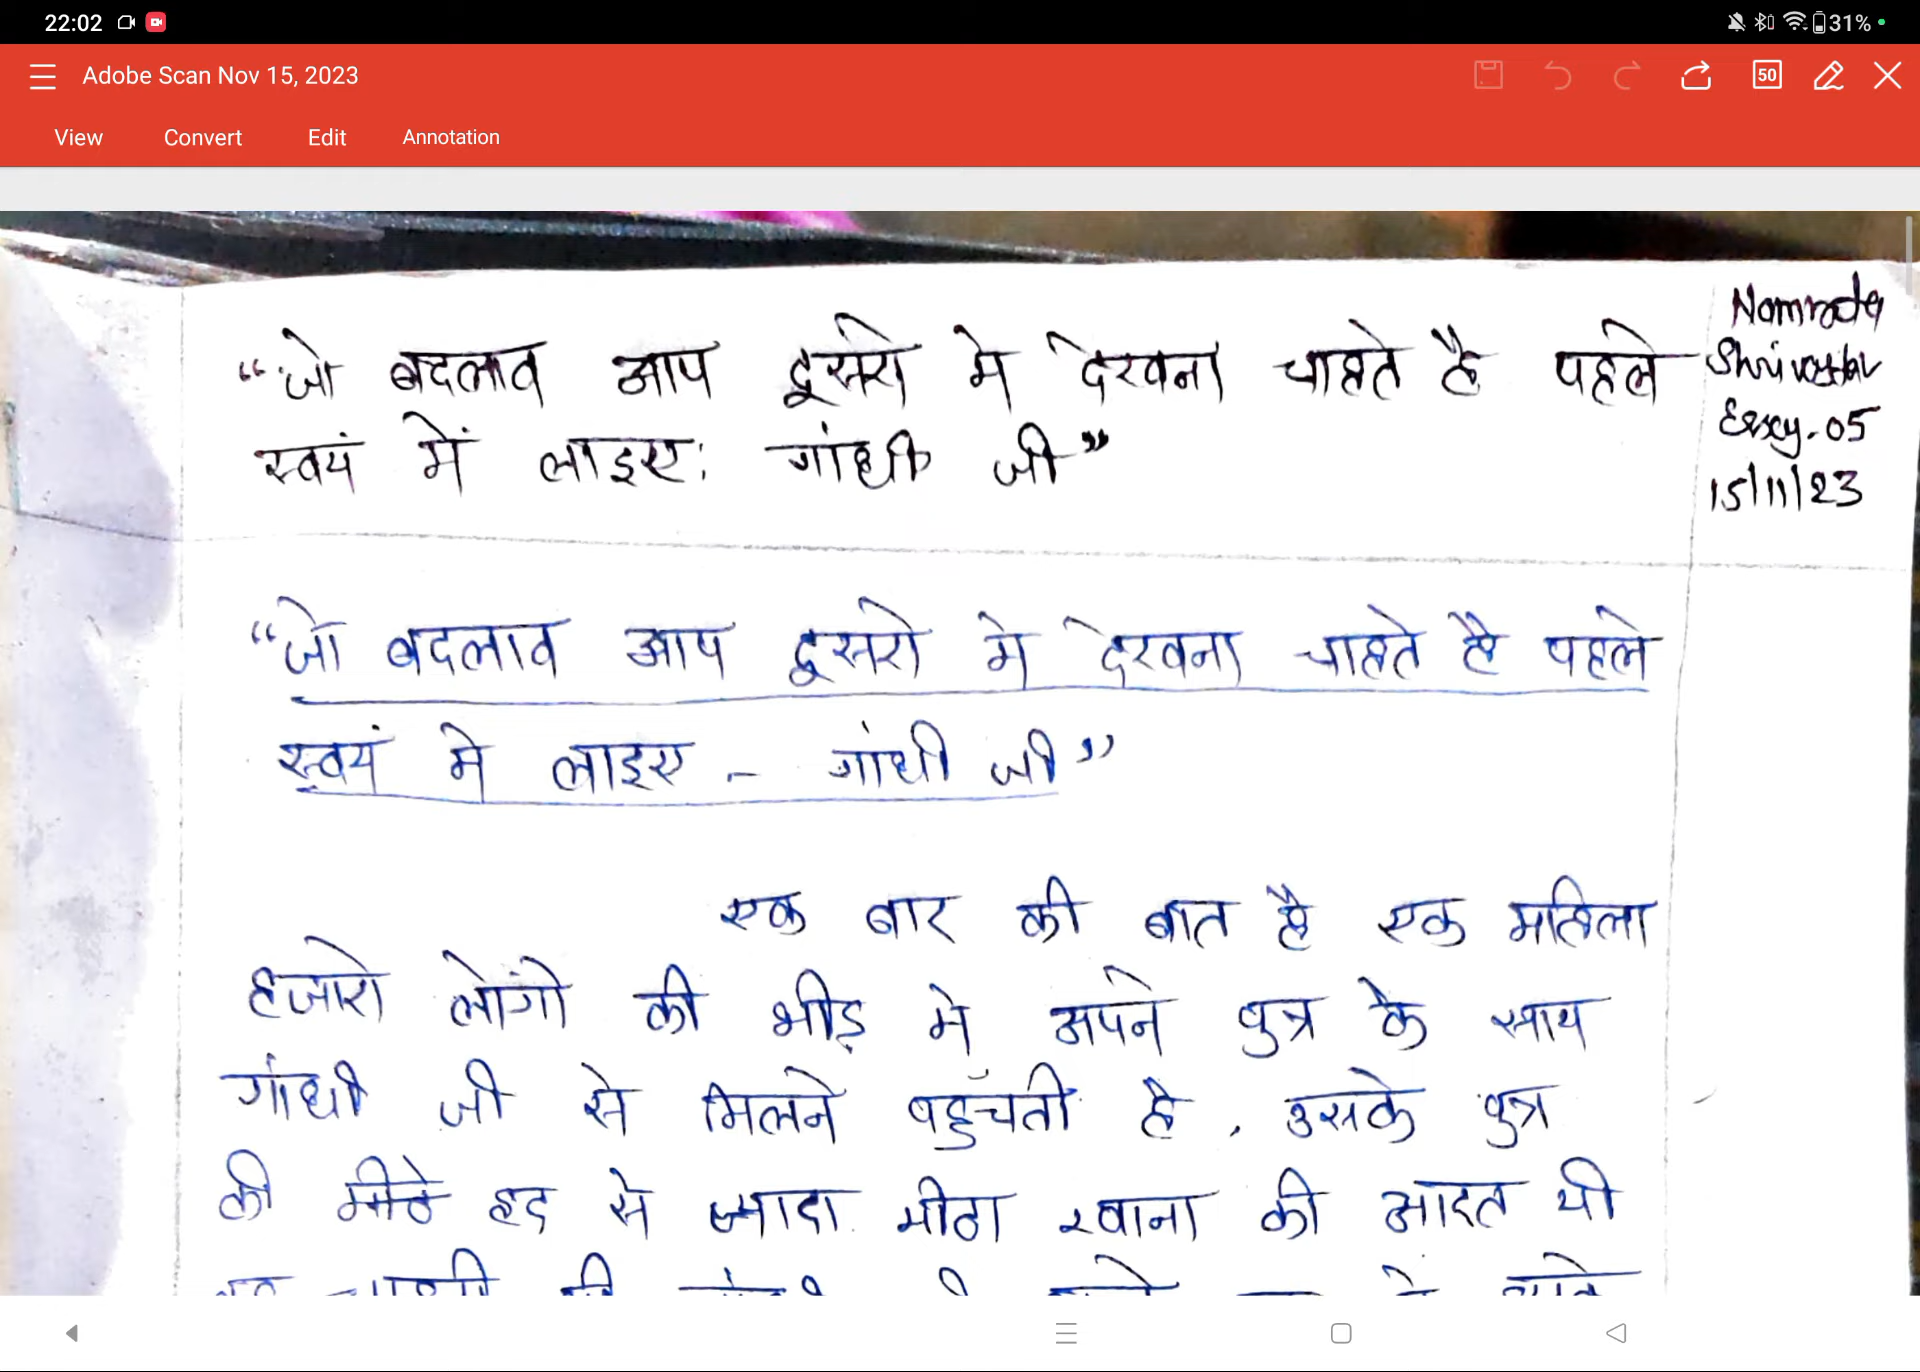 22:02 31%
Adobe Scan Nov 15, 2023 50
View Convert Edit Annotation
“जो बदलाव आप दूसरो मे देखना चाहते है पहले
स्वयं में लाइए: गांधी जी”
Namrata
Shrivastav
Essay-05
15/11/23
“जो बदलाव आप दूसरो मे देखना चाहते है पहले
स्वयं मे लाइए - गांधी जी”
एक बार की बात है एक महिला
हजारो लोगों की भीड़ मे अपने पुत्र के साथ
गांधी जी से मिलने पहुँचती है, उसके पुत्र
की मीठे हद से ज्यादा मीठा खाना की आदत थी